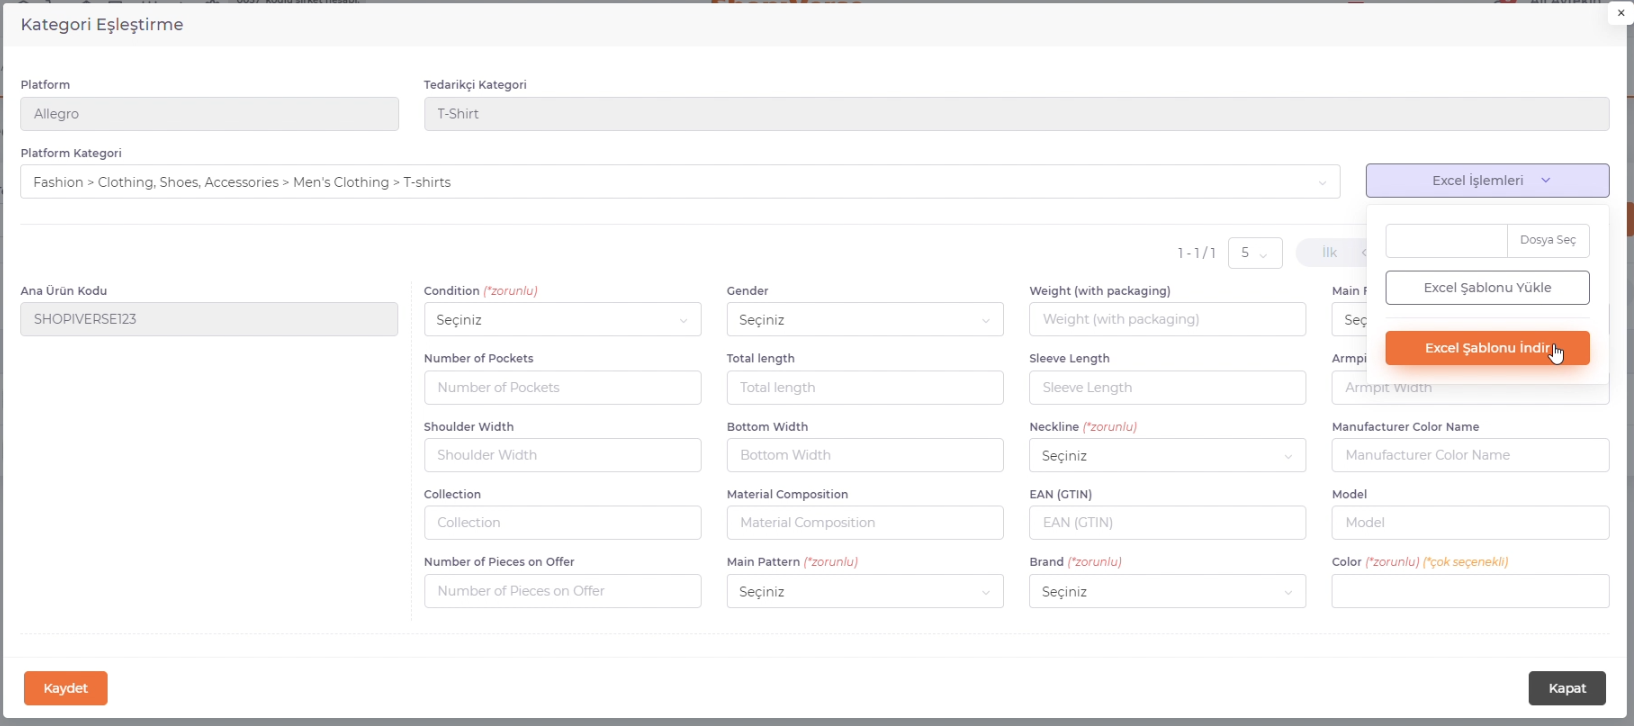 Kategori Eşleştirme
×
Platform
Tedarikçi Kategori
Allegro
T-Shirt
Platform Kategori
Fashion > Clothing, Shoes, Accessories > Men's Clothing > T-shirts
Excel İşlemleri
Dosya Seç
1 - 1 / 1
5
İlk
Excel Şablonu Yükle
Excel Şablonu İndir
Ana Ürün Kodu
SHOPIVERSE123
Condition (*zorunlu)
Gender
Weight (with packaging)
Main
Seçiniz
Seçiniz
Weight (with packaging)
Number of Pockets
Total length
Sleeve Length
Number of Pockets
Total length
Sleeve Length
Armpit Width
Shoulder Width
Bottom Width
Neckline (*zorunlu)
Manufacturer Color Name
Shoulder Width
Bottom Width
Seçiniz
Manufacturer Color Name
Collection
Material Composition
EAN (GTIN)
Model
Collection
Material Composition
EAN (GTIN)
Model
Number of Pieces on Offer
Main Pattern (*zorunlu)
Brand (*zorunlu)
Color (*zorunlu) (*çok seçenekli)
Number of Pieces on Offer
Seçiniz
Seçiniz
Kaydet
Kapat